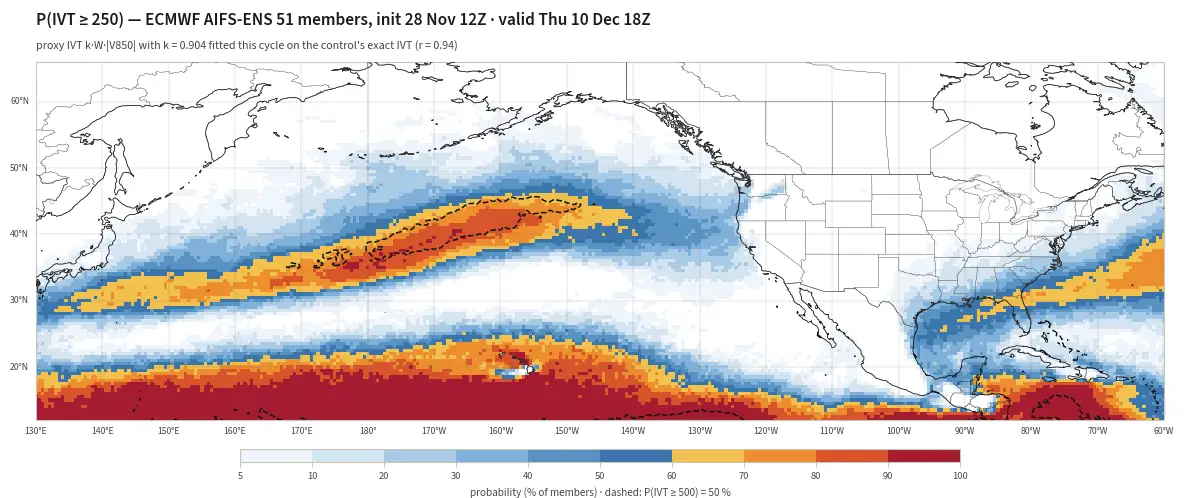 P(IVT ≥ 250) — ECMWF AIFS-ENS 51 members, init 28 Nov 12Z · valid Thu 10 Dec 18Z
proxy IVT k·W·|V850| with k = 0.904 fitted this cycle on the control's exact IVT (r = 0.94)
60°N
50°N
40°N
30°N
20°N
130°E 140°E 150°E 160°E 170°E 180° 170°W 160°W 150°W 140°W 130°W 120°W 110°W 100°W 90°W 80°W 70°W 60°W
5 10 20 30 40 50 60 70 80 90 100
probability (% of members) · dashed: P(IVT ≥ 500) = 50 %